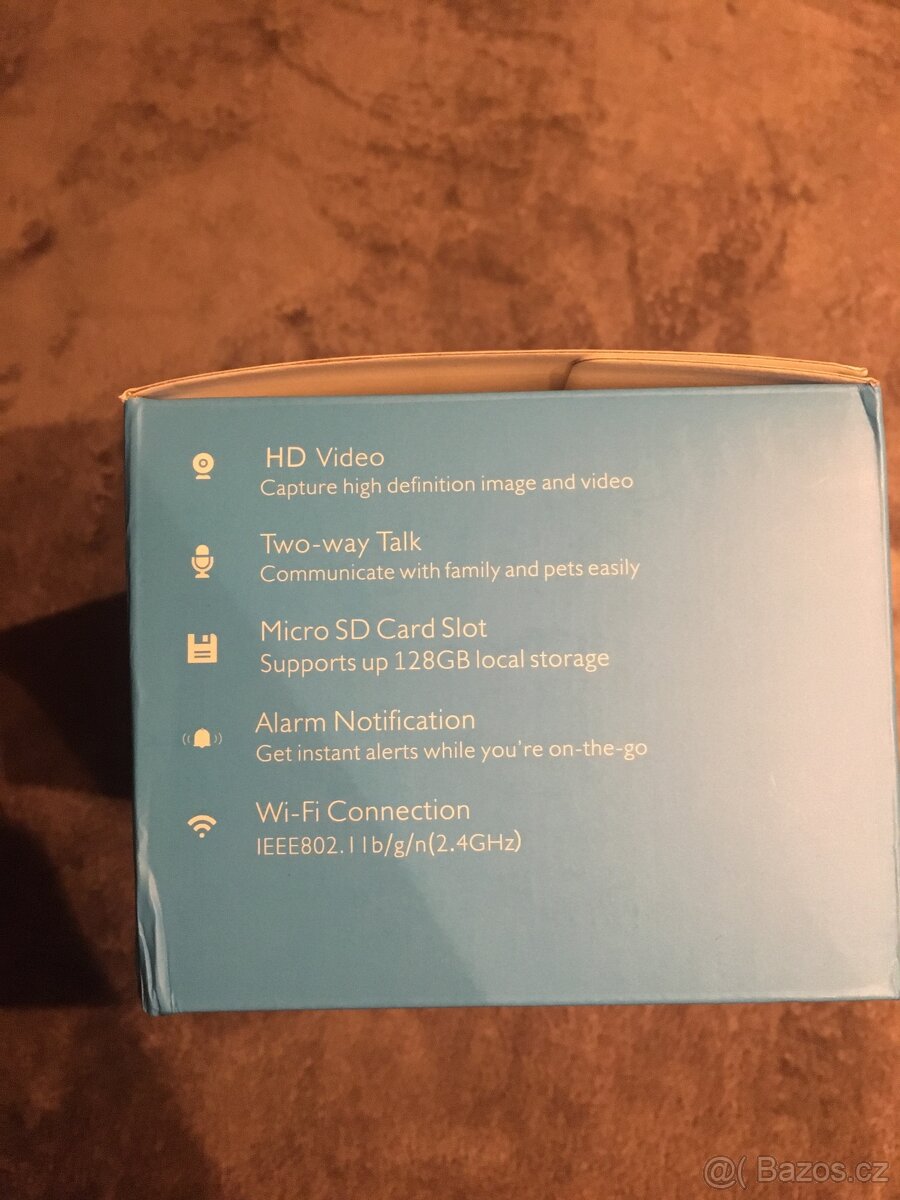 HD Video
Capture high definition image and video
Two-way Talk
Communicate with family and pets easily
Micro SD Card Slot
Supports up 128GB local storage
Alarm Notification
Get instant alerts while you're on-the-go
Wi-Fi Connection
IEEE802.11b/g/n(2.4GHz)
@( Bazos.cz